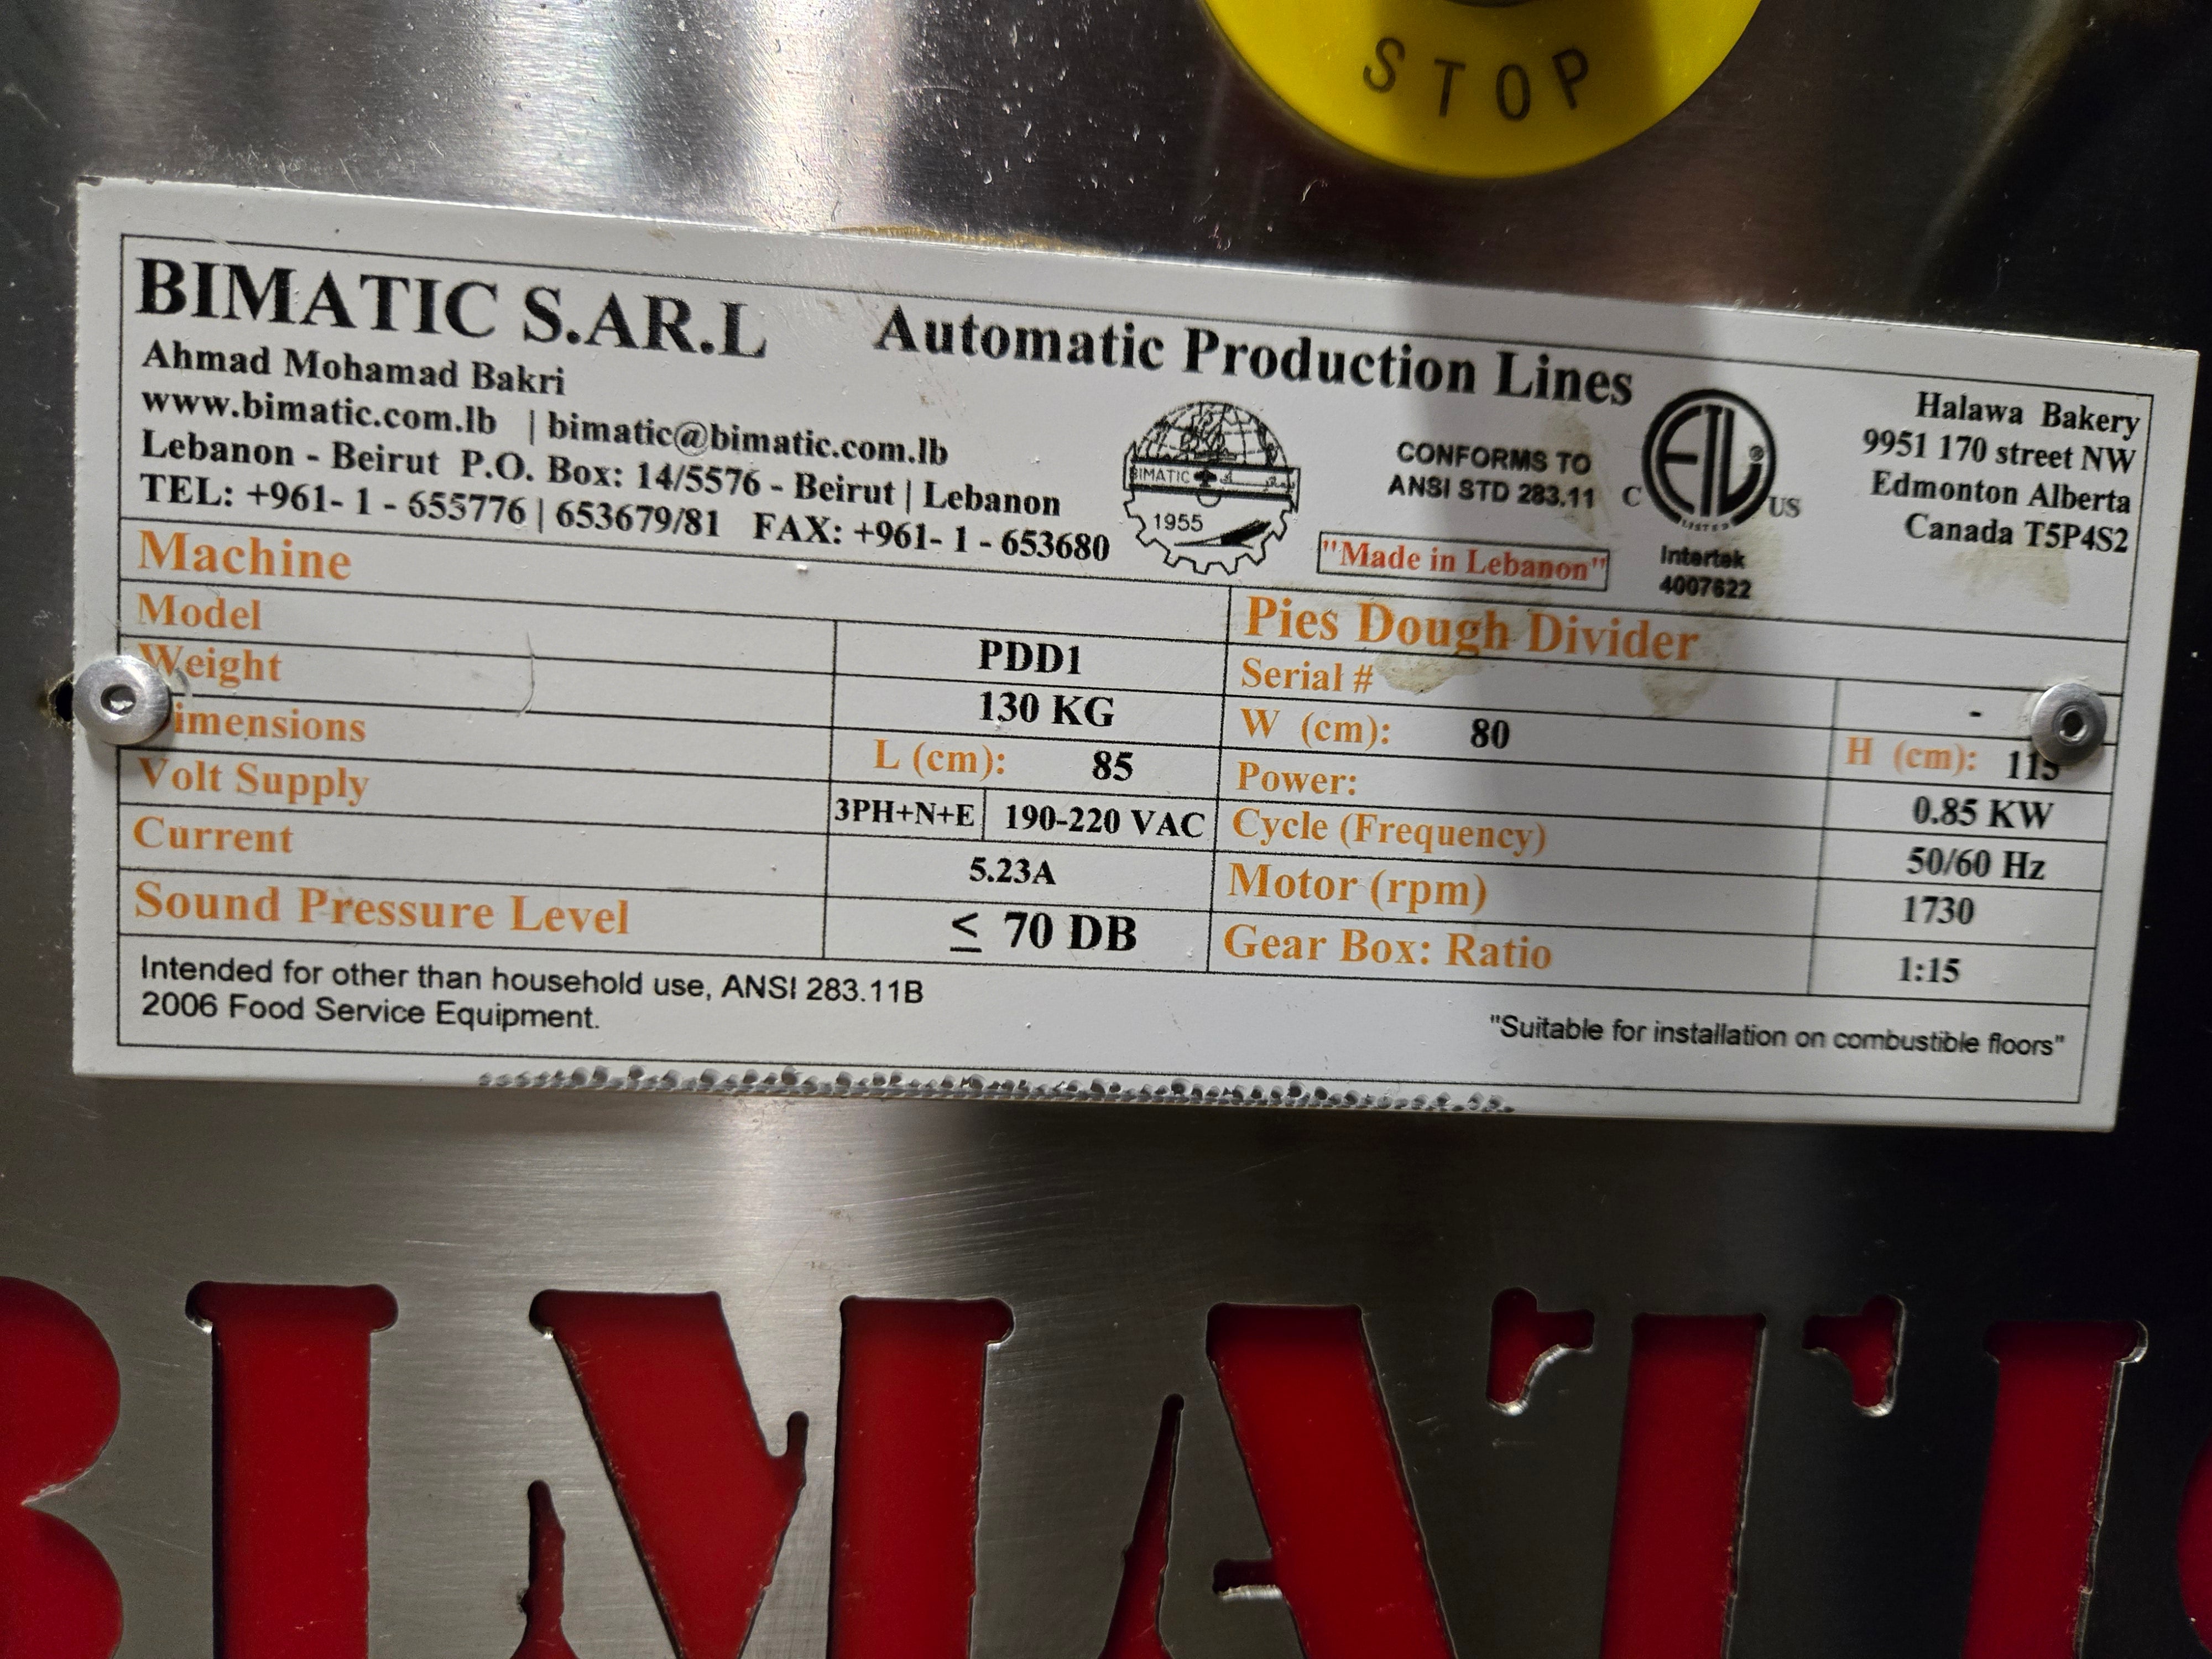 STOP
BIMATIC S.AR.L Automatic Production Lines
Ahmad Mohamad Bakri
www.bimatic.com.lb | bimatic@bimatic.com.lb
Lebanon - Beirut P.O. Box: 14/5576 - Beirut | Lebanon
TEL: +961- 1 - 655776 | 653679/81 FAX: +961- 1 - 653680
BIMATIC
1955
CONFORMS TO
ANSI STD 283.11
"Made in Lebanon"
C ETL ® US
LISTED
Intertek
4007622
Halawa Bakery
9951 170 street NW
Edmonton Alberta
Canada T5P4S2
Machine Pies Dough Divider
Model PDD1 Serial # -
Weight 130 KG W (cm): 80 H (cm): 115
Dimensions L (cm): 85 Power: 0.85 KW
Volt Supply 3PH+N+E 190-220 VAC Cycle (Frequency) 50/60 Hz
Current 5.23A Motor (rpm) 1730
Sound Pressure Level ≤ 70 DB Gear Box: Ratio 1:15
Intended for other than household use, ANSI 283.11B
2006 Food Service Equipment.
"Suitable for installation on combustible floors"
BIMATI